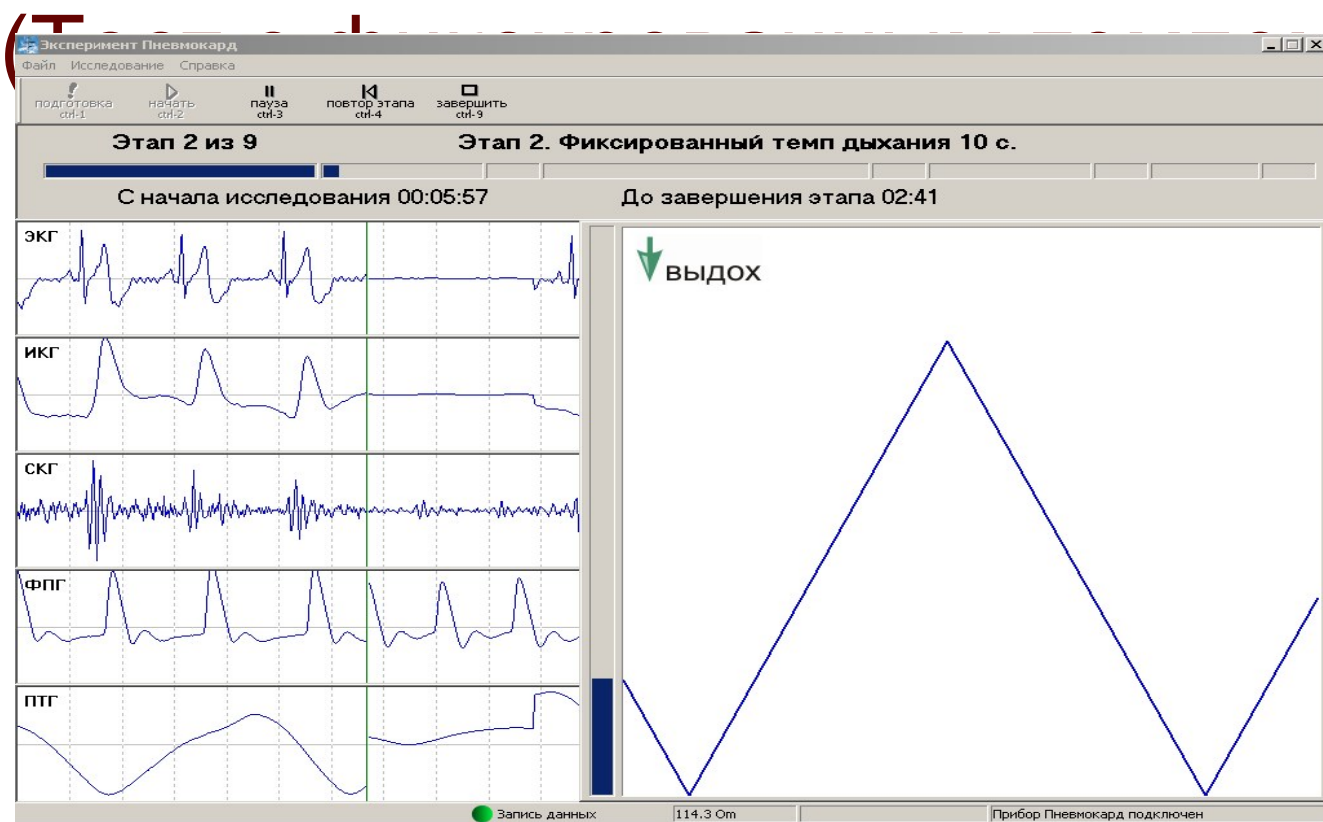 Эксперимент Пневмокард
Файл Исследование Справка
подготовка начать пауза повтор этапа завершить
ctrl-1 ctrl-2 ctrl-3 ctrl-4 ctrl-9
Этап 2 из 9 Этап 2. Фиксированный темп дыхания 10 с.
С начала исследования 00:05:57 До завершения этапа 02:41
ЭКГ
выдох
ИКГ
СКГ
ФПГ
ПТГ
Запись данных 114.3 Om Прибор Пневмокард подключен